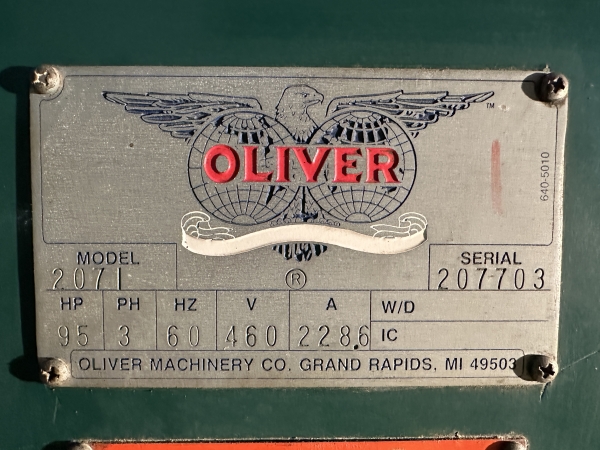 TM
OLIVER
640-5010
MODEL
2071
®
SERIAL
207703
HP PH HZ V A W/D
95 3 60 460 228.6 IC
OLIVER MACHINERY CO. GRAND RAPIDS, MI 49503